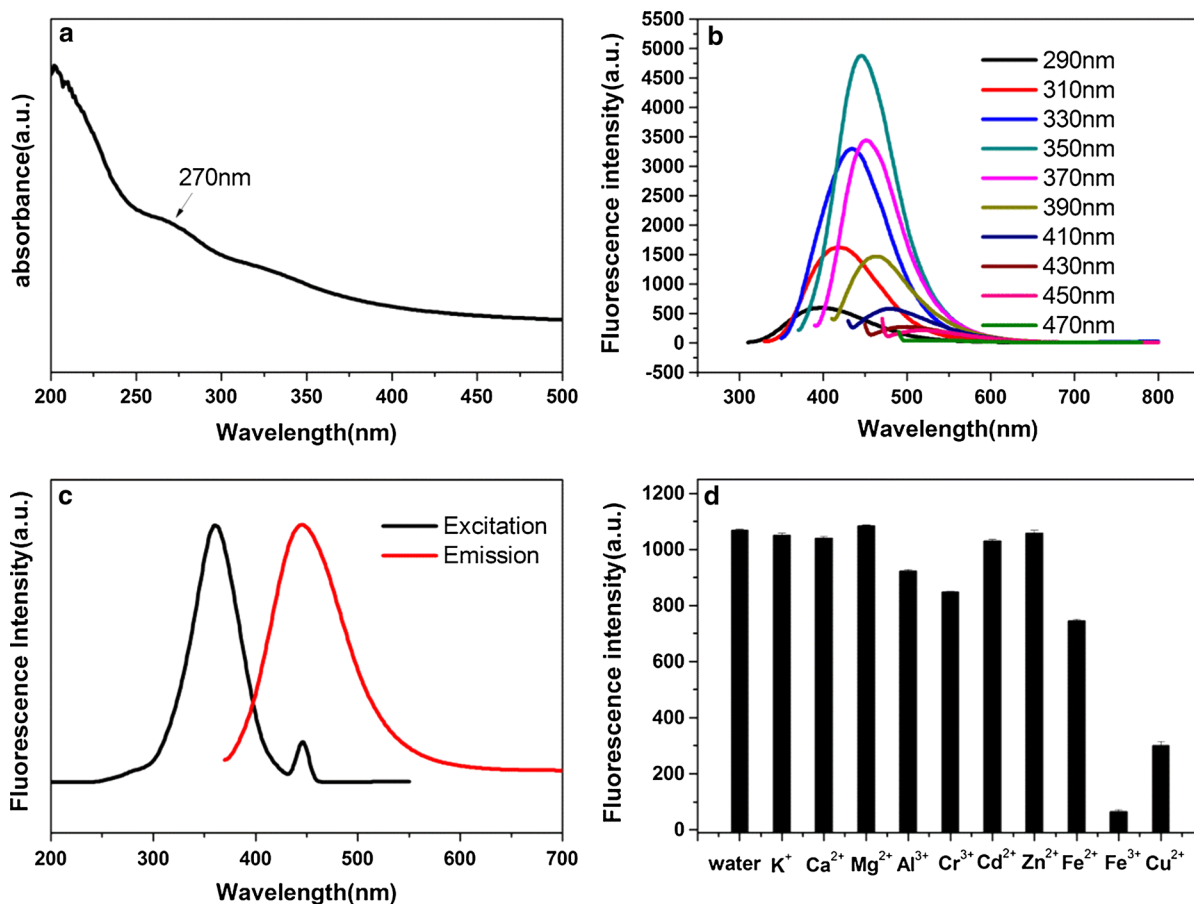 a
absorbance(a.u.)
270nm
200 250 300 350 400 450 500
Wavelength(nm)
b
Fluorescence intensity(a.u.)
5500
5000
4500
4000
3500
3000
2500
2000
1500
1000
500
0
-500
290nm
310nm
330nm
350nm
370nm
390nm
410nm
430nm
450nm
470nm
300 400 500 600 700 800
Wavelength(nm)
c
Fluorescence Intensity(a.u.)
Excitation
Emission
200 300 400 500 600 700
Wavelength(nm)
d
Fluorescence intensity(a.u.)
1200
1000
800
600
400
200
0
water K⁺ Ca²⁺ Mg²⁺ Al³⁺ Cr³⁺ Cd²⁺ Zn²⁺ Fe²⁺ Fe³⁺ Cu²⁺